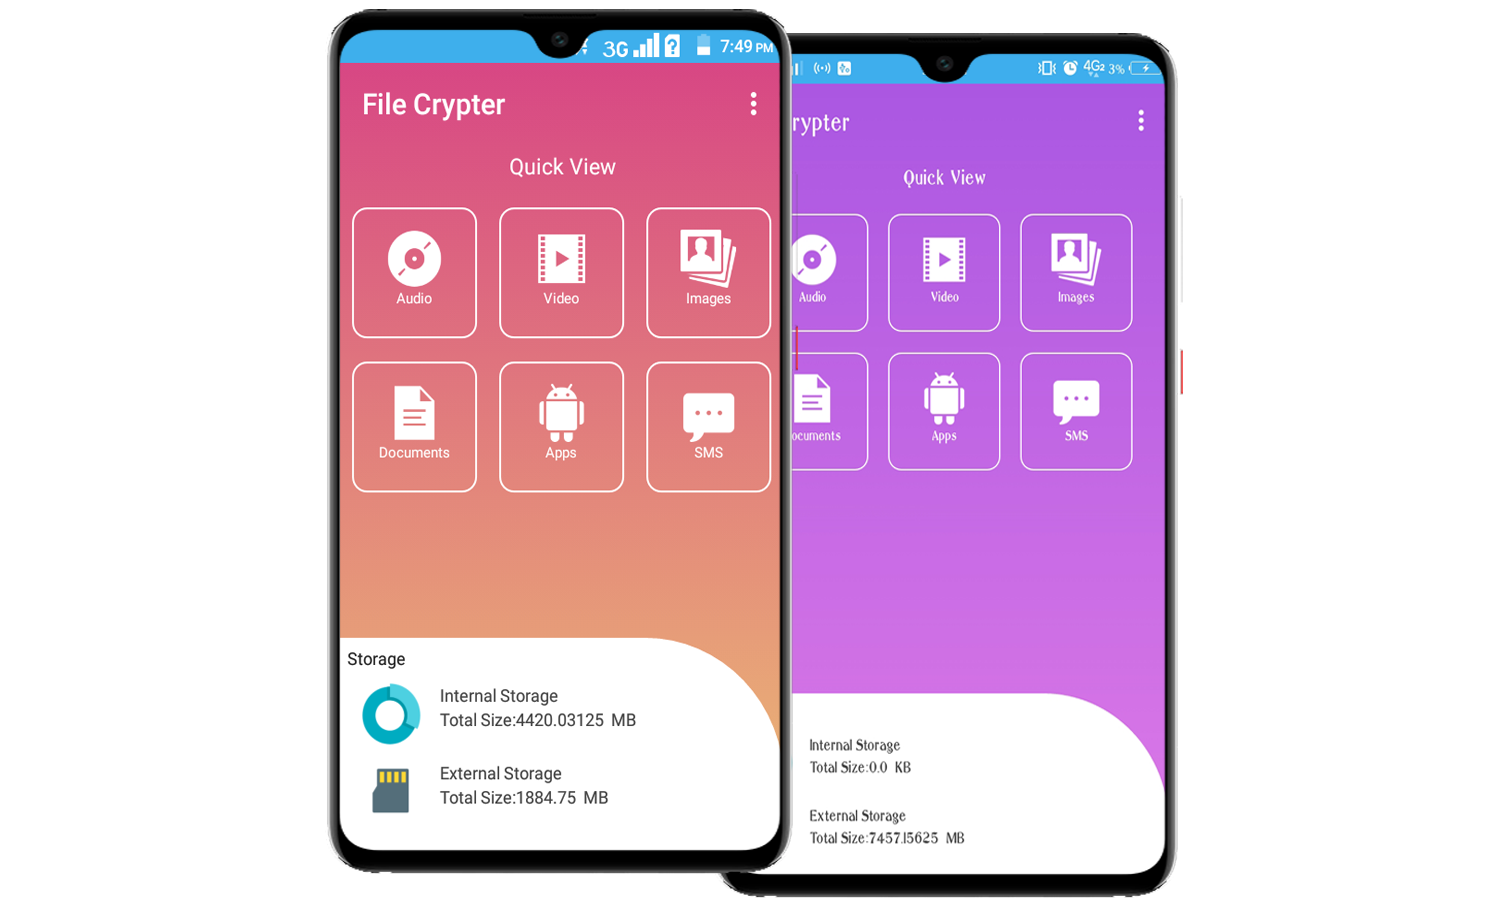 3G 7:49 PM
File Crypter
Quick View
Audio Video Images
Documents Apps SMS
Storage
Internal Storage
Total Size:4420.03125 MB
External Storage
Total Size:1884.75 MB
4G2 3%
rypter
Quick View
Audio Video Images
ocuments Apps SMS
Internal Storage
Total Size:0.0 KB
External Storage
Total Size:7457.15625 MB